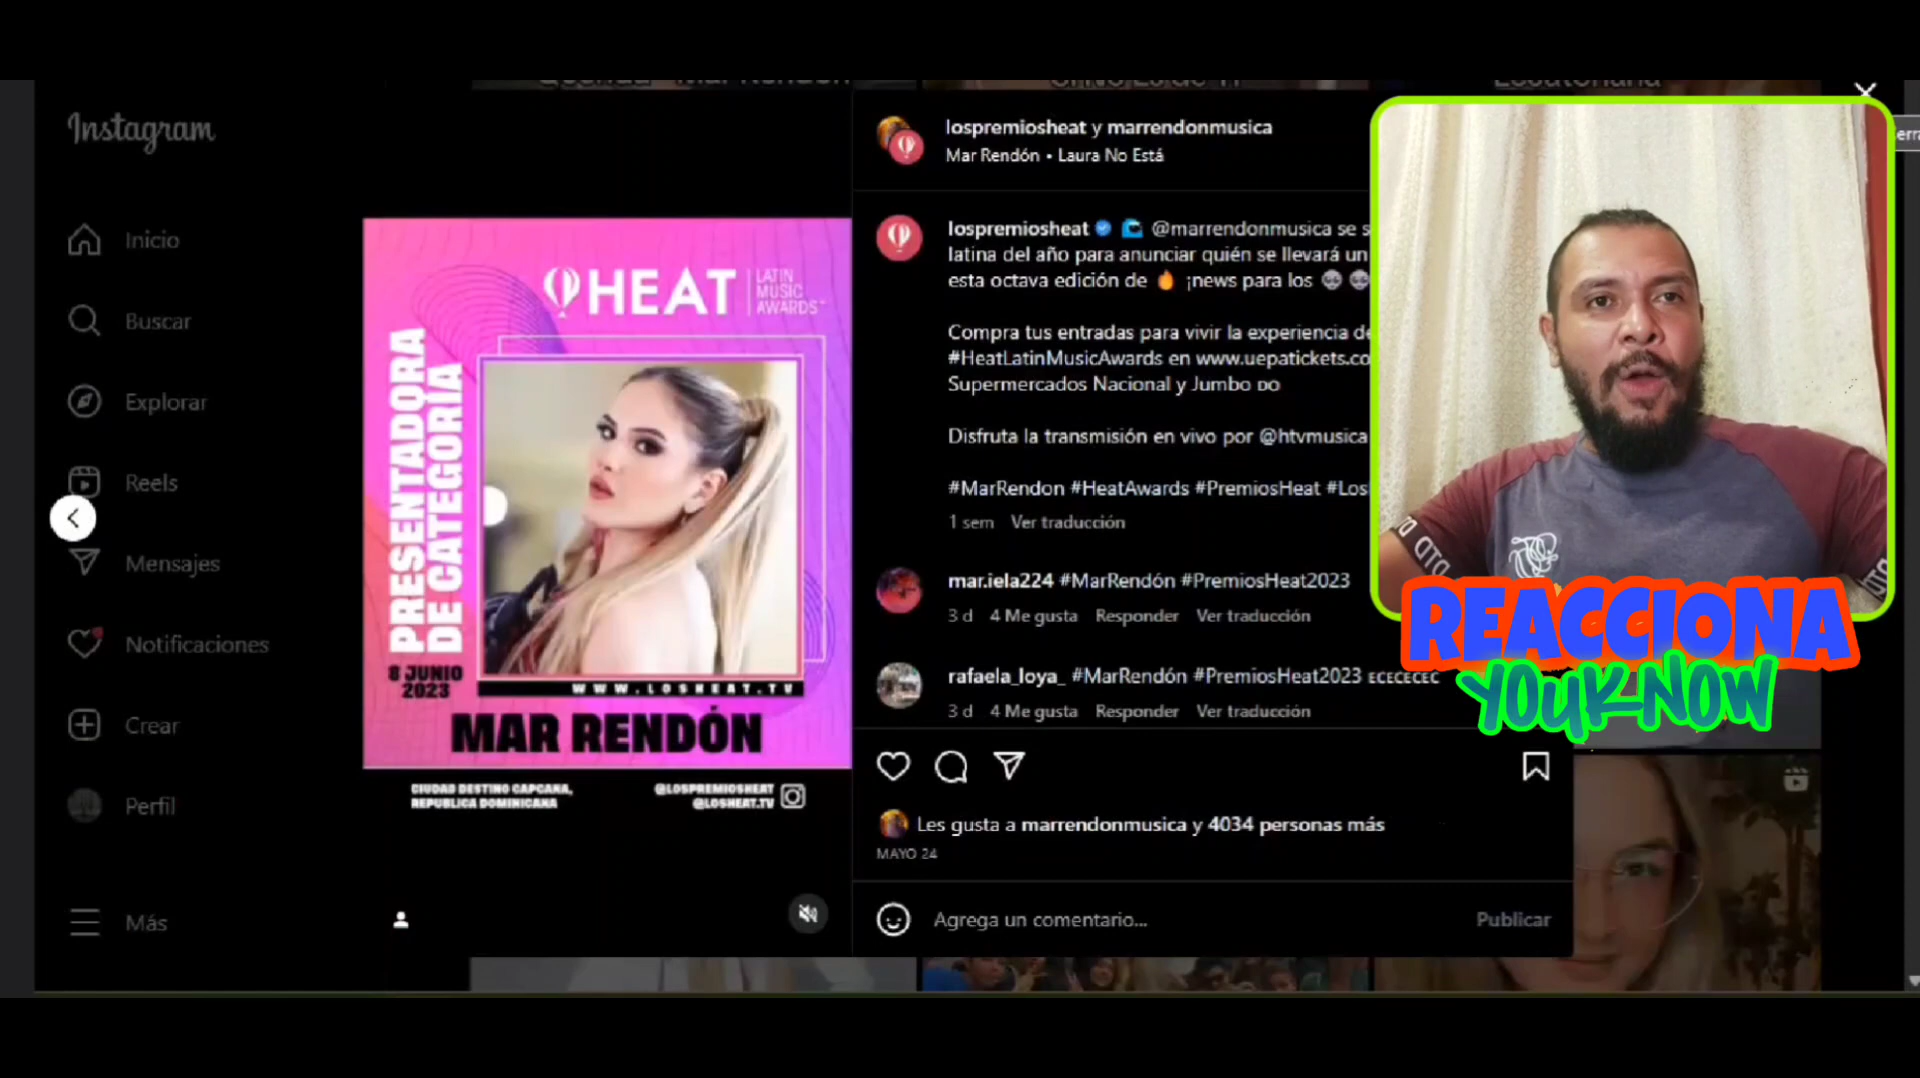 Mar Rendón
Instagram
Inicio
Buscar
Explorar
Reels
Mensajes
Notificaciones
Crear
Perfil
Más
HEAT
LATIN
MUSIC
AWARDS
PRESENTADORA
DE CATEGORÍA
8 JUNIO
2023
WWW.LOSHEAT.TV
MAR RENDÓN
CIUDAD DESTINO CAPCANA,
REPUBLICA DOMINICANA
@LOSPREMIOSHEAT
@LOSHEAT.TV
lospremiosheat y marrendonmusica
Mar Rendón • Laura No Está
lospremiosheat @marrendonmusica se s
latina del año para anunciar quién se llevará un
esta octava edición de 🔥 ¡news para los
Compra tus entradas para vivir la experiencia de
#HeatLatinMusicAwards en www.uepatickets.co
Supermercados Nacional y Jumbo DO
Disfruta la transmisión en vivo por @htvmusica
#MarRendon #HeatAwards #PremiosHeat #Los
1 sem Ver traducción
mar.iela224 #MarRendón #PremiosHeat2023
3 d 4 Me gusta Responder Ver traducción
rafaela_loya_ #MarRendón #PremiosHeat2023 ECECECEC
3 d 4 Me gusta Responder Ver traducción
Les gusta a marrendonmusica y 4034 personas más
MAYO 24
Agrega un comentario...
Publicar
DTD
REACCIONA
YOUKNOW